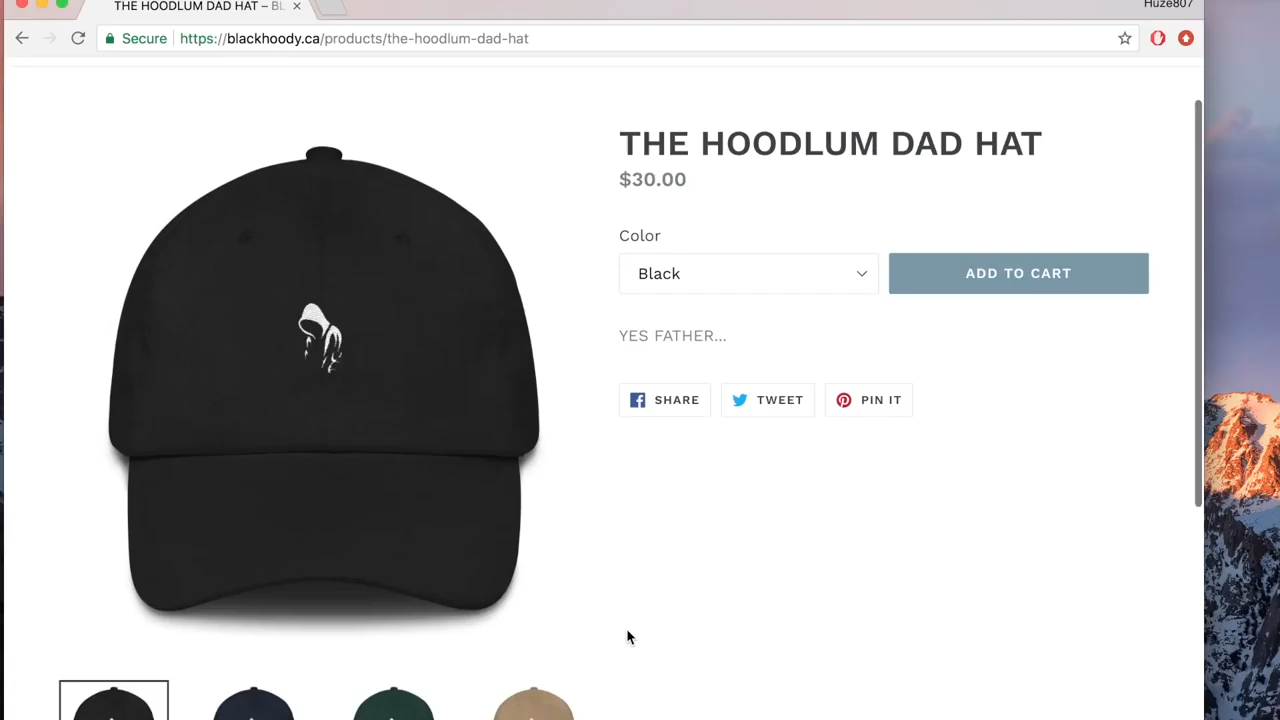 THE HOODLUM DAD HAT – BL
Huze807
Secure
https://blackhoody.ca/products/the-hoodlum-dad-hat
THE HOODLUM DAD HAT
$30.00
Color
Black
ADD TO CART
YES FATHER...
SHARE
TWEET
PIN IT